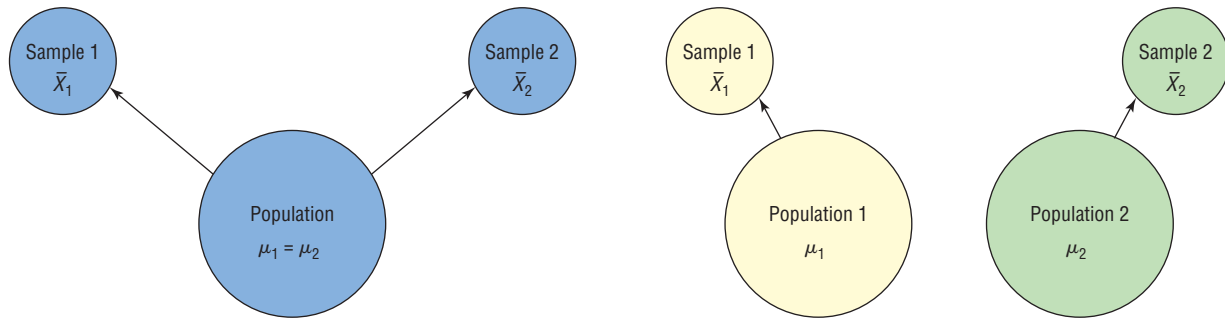 Sample 1
X̄₁
Sample 2
X̄₂
Population
μ₁ = μ₂
Sample 1
X̄₁
Sample 2
X̄₂
Population 1
μ₁
Population 2
μ₂